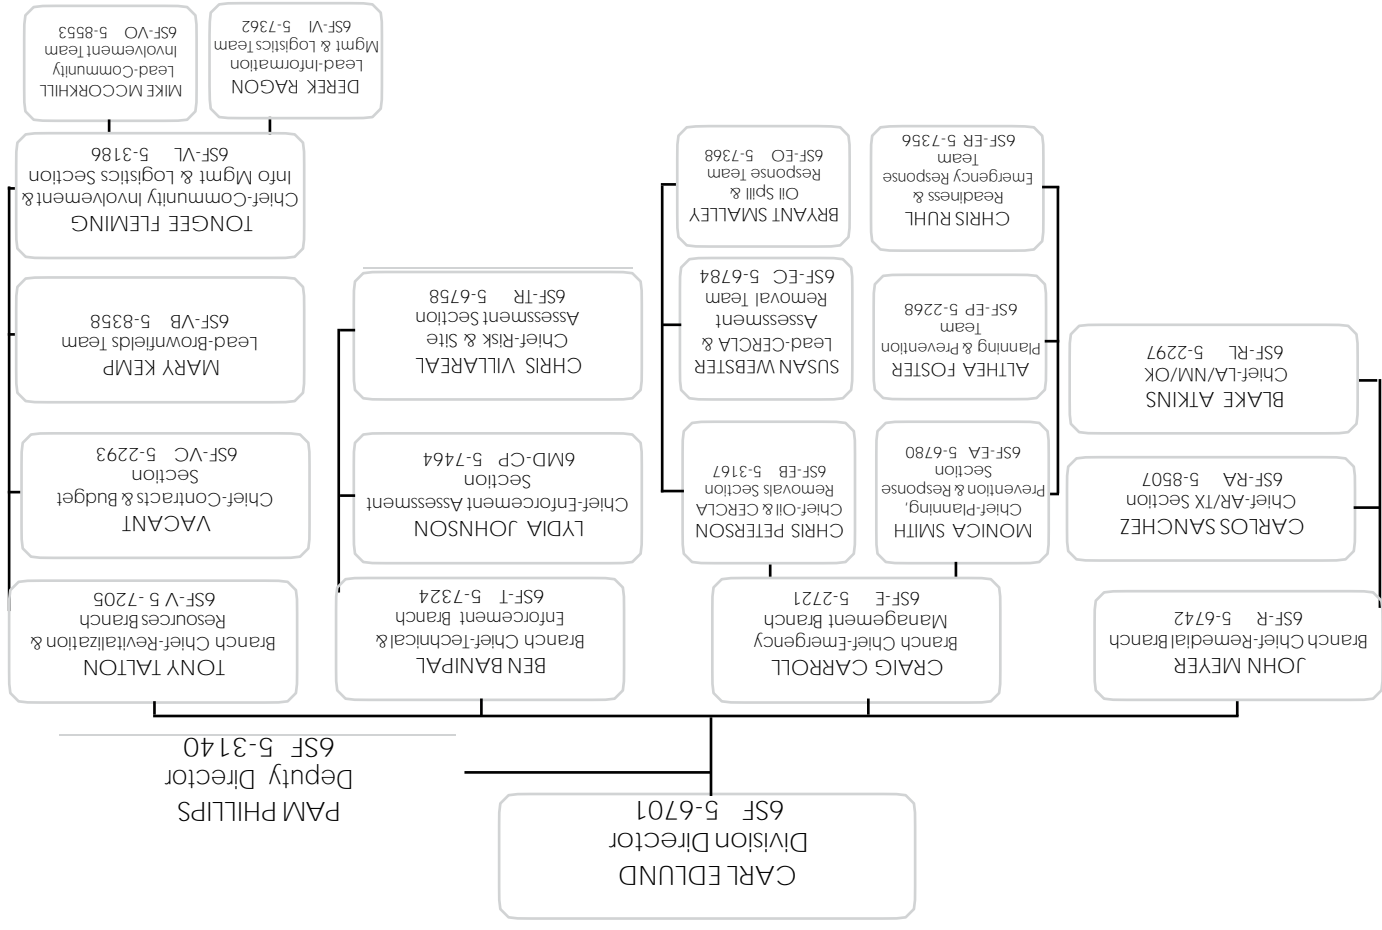 CARL EDLUND
Division Director
6SF 5-6701
PAM PHILLIPS
Deputy Director
6SF 5-3140
JOHN MEYER
Branch Chief-Remedial Branch
6SF-R 5-6742
CRAIG CARROLL
Branch Chief-Emergency
Management Branch
6SF-E 5-2721
BEN BANIPAL
Branch Chief-Technical &
Enforcement Branch
6SF-T 5-7324
TONY TALTON
Branch Chief-Revitalization &
Resources Branch
6SF-V 5 -7205
CARLOS SANCHEZ
Chief-AR/TX Section
6SF-RA 5-8507
MONICA SMITH
Chief-Planning,
Prevention & Response
Section
6SF-EA 5-6780
CHRIS PETERSON
Chief-Oil & CERCLA
Removals Section
6SF-EB 5-3167
LYDIA JOHNSON
Chief-Enforcement Assessment
Section
6MD-CP 5-7464
VACANT
Chief-Contracts & Budget
Section
6SF-VC 5-2293
BLAKE ATKINS
Chief-LA/NM/OK
6SF-RL 5-2297
ALTHEA FOSTER
Planning & Prevention
Team
6SF-EP 5-2268
SUSAN WEBSTER
Lead-CERCLA &
Assessment
Removal Team
6SF-EC 5-6784
CHRIS VILLAREAL
Chief-Risk & Site
Assessment Section
6SF-TR 5-6758
MARY KEMP
Lead-Brownfields Team
6SF-VB 5-8358
CHRIS RUHL
Readiness &
Emergency Response
Team
6SF-ER 5-7356
BRYANT SMALLEY
Oil Spill &
Response Team
6SF-EO 5-7368
TONGEE FLEMING
Chief-Community Involvement &
Info Mgmt & Logistics Section
6SF-VL 5-3186
DEREK RAGON
Lead-Information
Mgmt & Logistics Team
6SF-VI 5-7362
MIKE MCCORKHILL
Lead-Community
Involvement Team
6SF-VO 5-8553